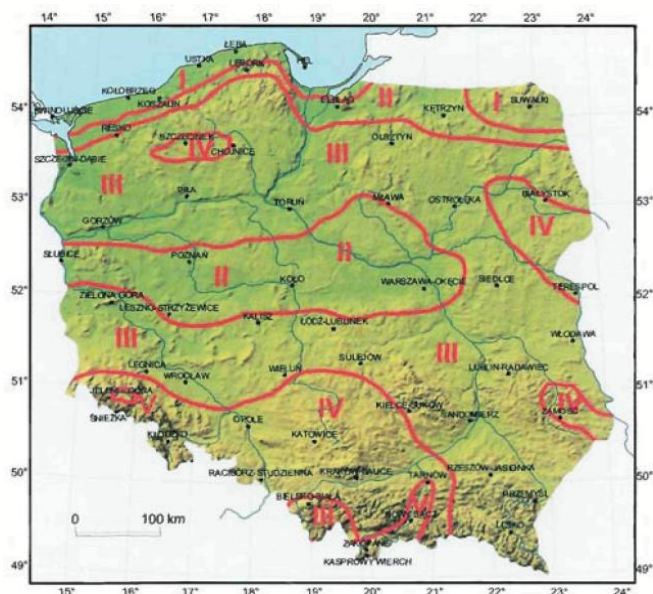 14° 15° 16° 17° 18° 19° 20° 21° 22° 23° 24°
ŁEBA
USTKA
LĘBORK
HEL
I
KOŁOBRZEG
KOSZALIN
ELBLĄG
II
I
SUWAŁKI
54°
54°
KĘTRZYN
RESKO
SZCZECINEK
IV
CHOJNICE
OLSZTYN
III
SZCZECIN-DĄBIE
III
53°
53°
PIŁA
TORUŃ
MŁAWA
OSTROŁĘKA
BIAŁYSTOK
IV
GORZÓW
SŁUBICE
POZNAŃ
II
II
KOŁO
WARSZAWA-OKĘCIE
SIEDLCE
TERESPOL
52°
52°
ZIELONA GÓRA
LESZNO-STRZYŻEWICE
KALISZ
ŁÓDŹ-LUBLINEK
WŁODAWA
III
SULEJÓW
III
LEGNICA
WROCŁAW
WIELUŃ
LUBLIN-RADAWIEC
51°
51°
JELENIA GÓRA
V
ŚNIEŻKA
IV
KIELCE-SUKÓW
SANDOMIERZ
IV
ZAMOŚĆ
KŁODZKO
OPOLE
KATOWICE
50°
50°
RACIBÓRZ-STUDZIENNA
KRAKÓW-BALICE
TARNÓW
RZESZÓW-JASIONKA
BIELSKO-BIAŁA
III
V
NOWY SĄCZ
PRZEMYŚL
LESKO
0 100 km
ZAKOPANE
KASPROWY WIERCH
49°
49°
15° 16° 17° 18° 19° 20° 21° 22° 23° 24°